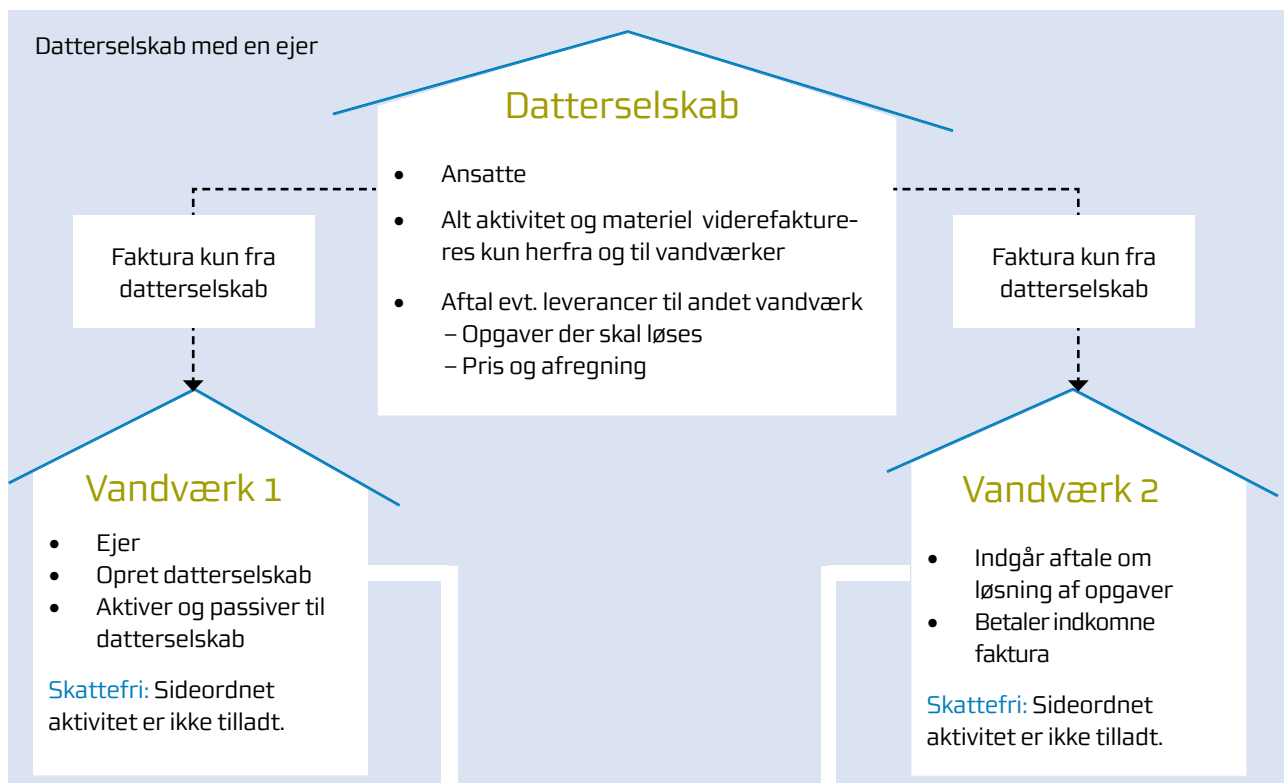 Datterselskab med en ejer
Datterselskab
• Ansatte
• Alt aktivitet og materiel viderefakture-
res kun herfra og til vandværker
• Aftal evt. leverancer til andet vandværk
– Opgaver der skal løses
– Pris og afregning
Faktura kun fra
datterselskab
Faktura kun fra
datterselskab
Vandværk 1
• Ejer
• Opret datterselskab
• Aktiver og passiver til
datterselskab
Skattefri: Sideordnet
aktivitet er ikke tilladt.
Vandværk 2
• Indgår aftale om
løsning af opgaver
• Betaler indkomne
faktura
Skattefri: Sideordnet
aktivitet er ikke tilladt.